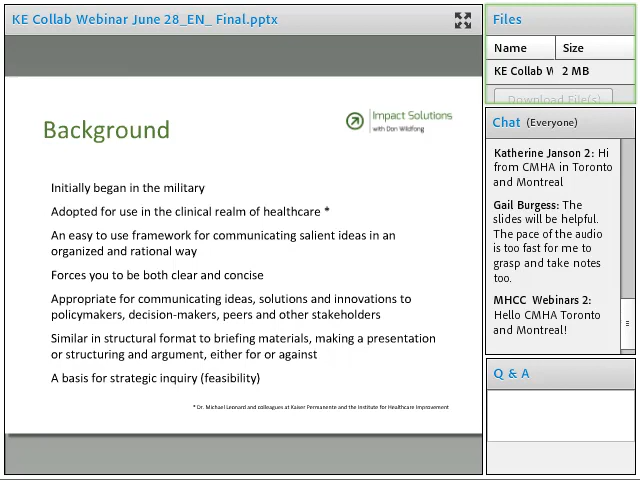 KE Collab Webinar June 28_EN_ Final.pptx
Background
Impact Solutions
with Don Wildfong
Initially began in the military
Adopted for use in the clinical realm of healthcare *
An easy to use framework for communicating salient ideas in an
organized and rational way
Forces you to be both clear and concise
Appropriate for communicating ideas, solutions and innovations to
policymakers, decision-makers, peers and other stakeholders
Similar in structural format to briefing materials, making a presentation
or structuring and argument, either for or against
A basis for strategic inquiry (feasibility)
* Dr. Michael Leonard and colleagues at Kaiser Permanente and the Institute for Healthcare Improvement
Files
Name Size
KE Collab W 2 MB
Download File(s)
Chat (Everyone)
Katherine Janson 2: Hi
from CMHA in Toronto
and Montreal
Gail Burgess: The
slides will be helpful.
The pace of the audio
is too fast for me to
grasp and take notes
too.
MHCC Webinars 2:
Hello CMHA Toronto
and Montreal!
Q & A